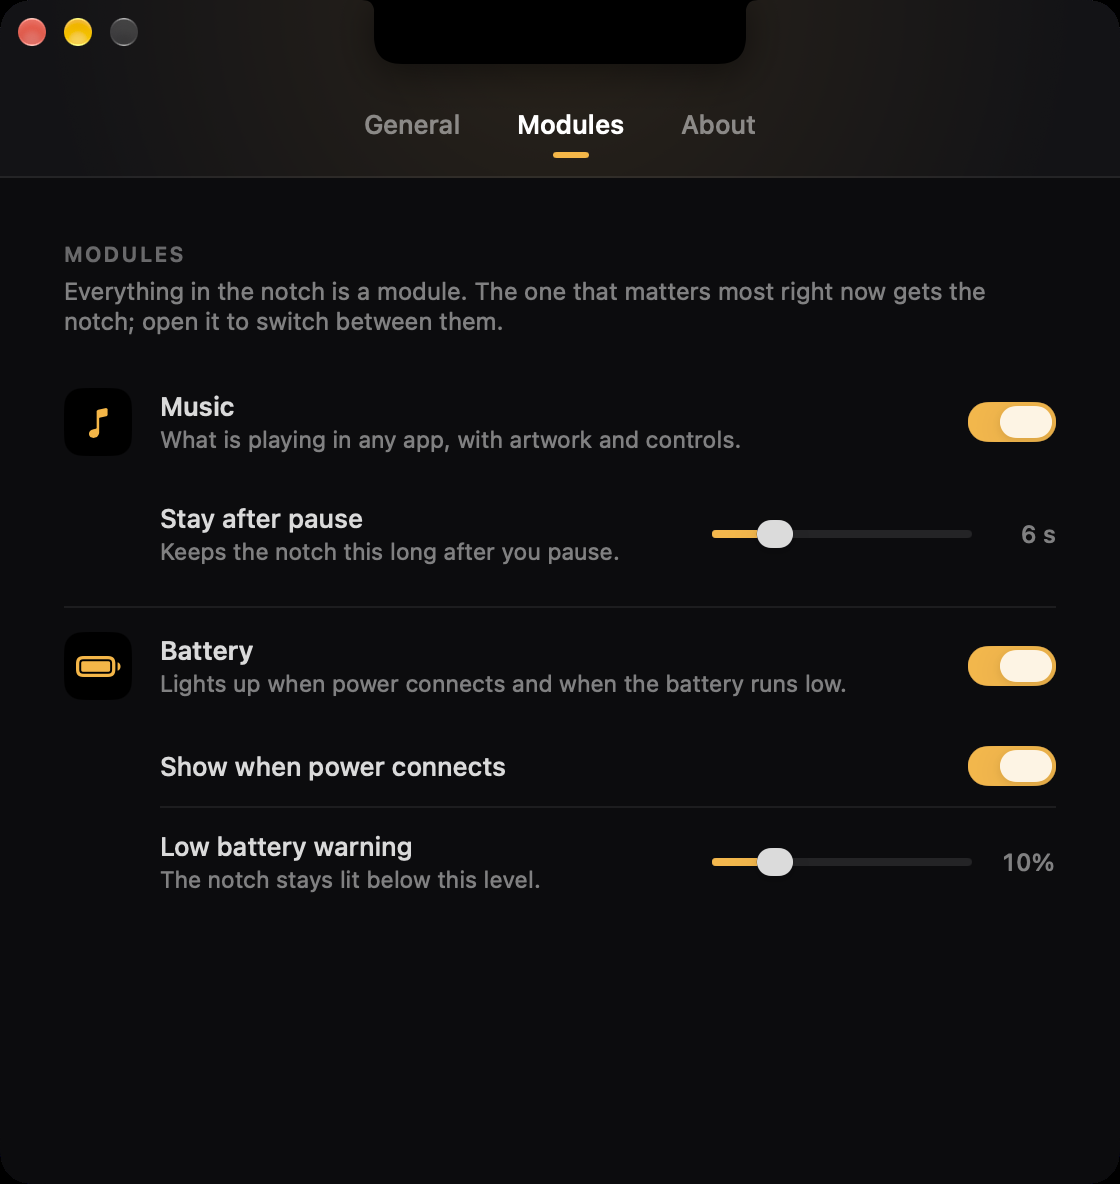 General
Modules
About
MODULES
Everything in the notch is a module. The one that matters most right now gets the
notch; open it to switch between them.
Music
What is playing in any app, with artwork and controls.
Stay after pause
Keeps the notch this long after you pause.
6 s
Battery
Lights up when power connects and when the battery runs low.
Show when power connects
Low battery warning
The notch stays lit below this level.
10%